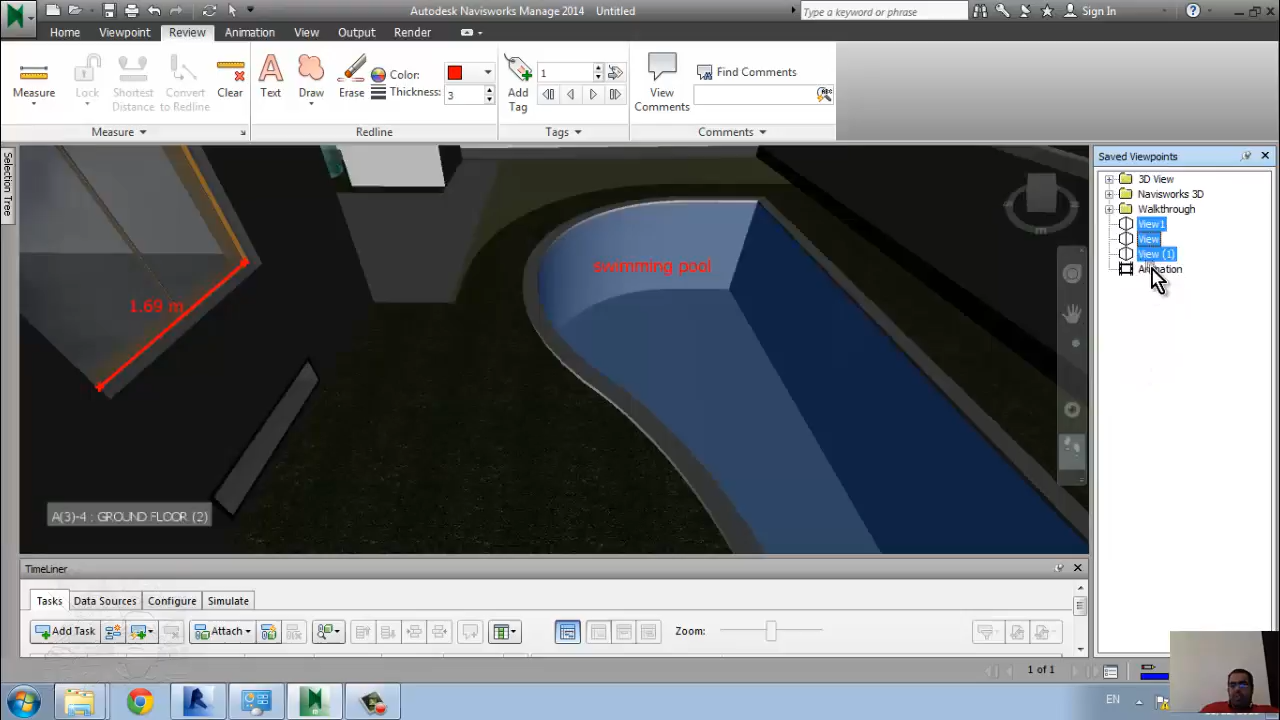 Autodesk Navisworks Manage 2014 Untitled
Type a keyword or phrase
Sign In
Home Viewpoint Review Animation View Output Render
Measure
Lock
Shortest Distance
Convert to Redline
Clear
Text
Draw
Erase
Color:
Thickness: 3
Add Tag
1
View Comments
Find Comments
Measure Redline Tags Comments
Selection Tree
Saved Viewpoints
3D View
Navisworks 3D
Walkthrough
View1
View
View (1)
Animation
swimming pool
1.69 m
A(3)-4 : GROUND FLOOR (2)
TimeLiner
Tasks Data Sources Configure Simulate
Add Task
Attach
Zoom:
1 of 1
EN